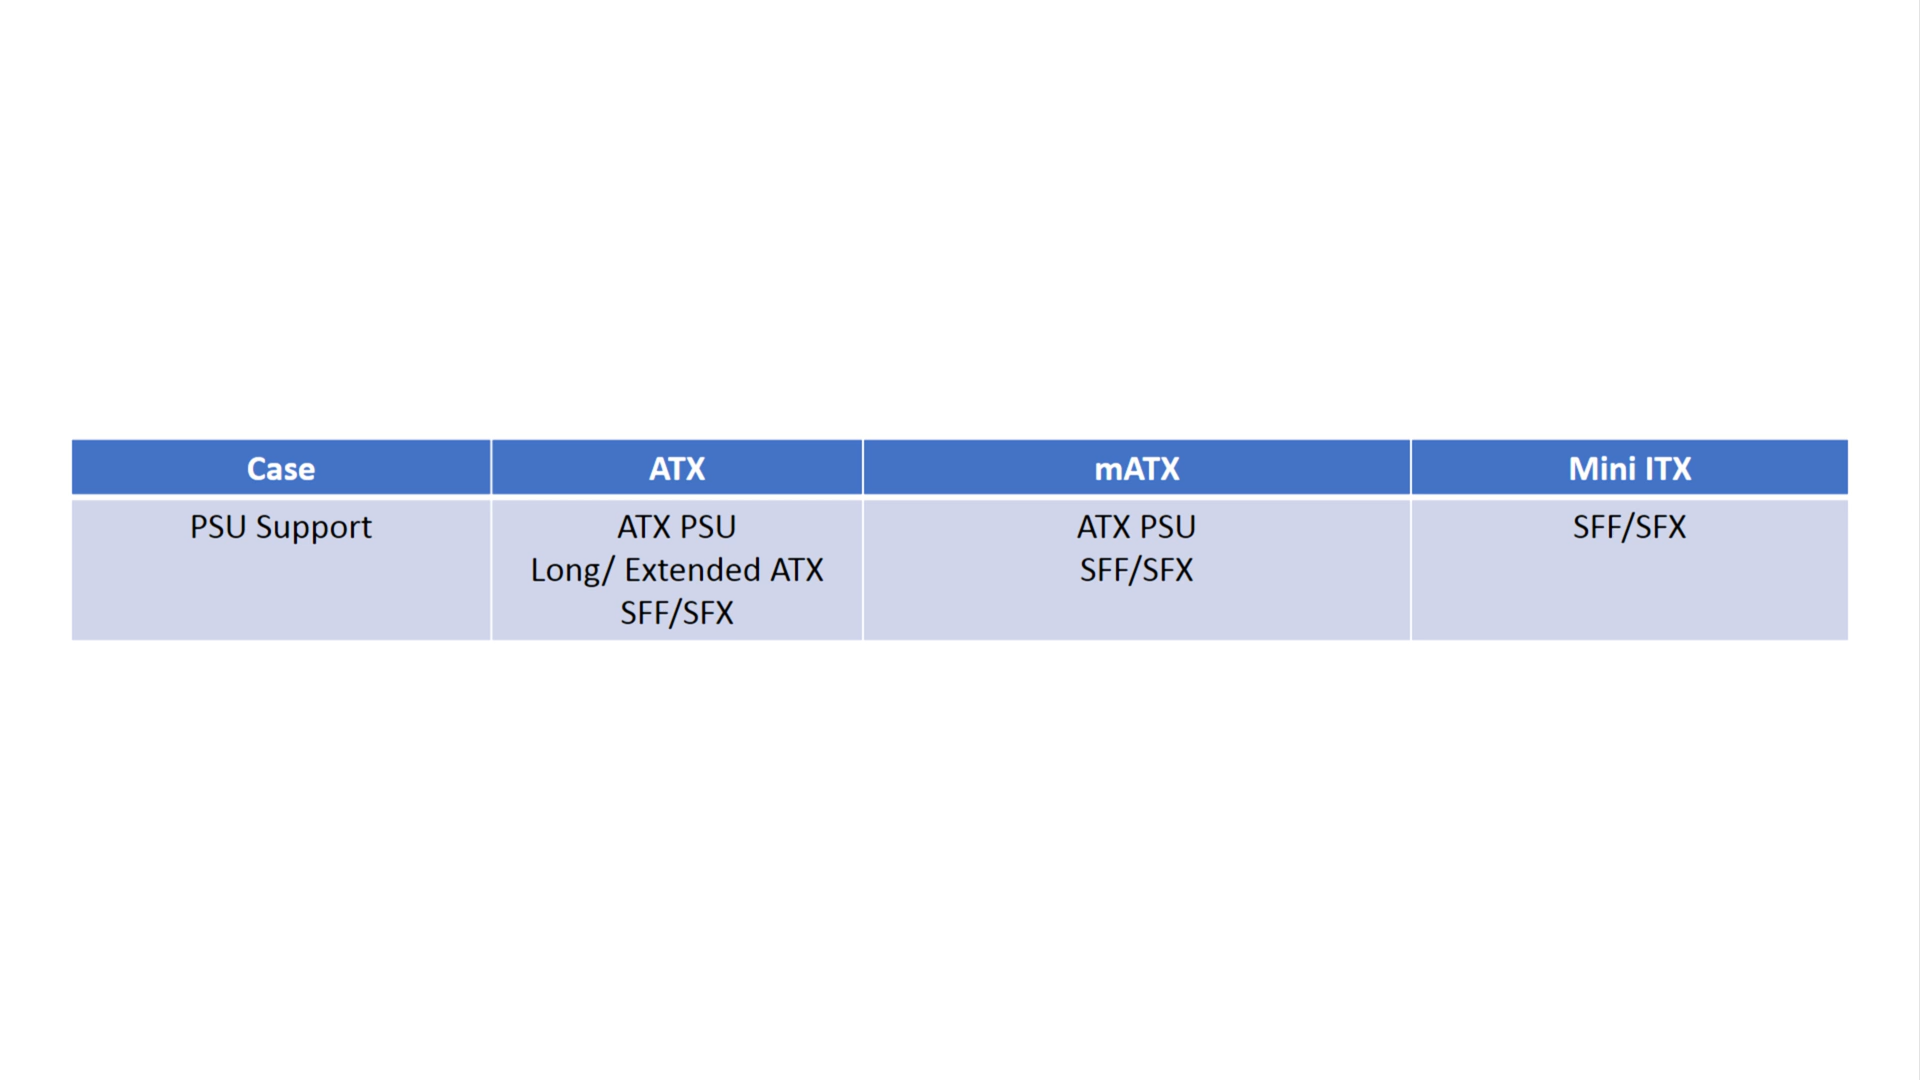 Case ATX mATX Mini ITX
PSU Support ATX PSU ATX PSU SFF/SFX
Long/ Extended ATX SFF/SFX
SFF/SFX